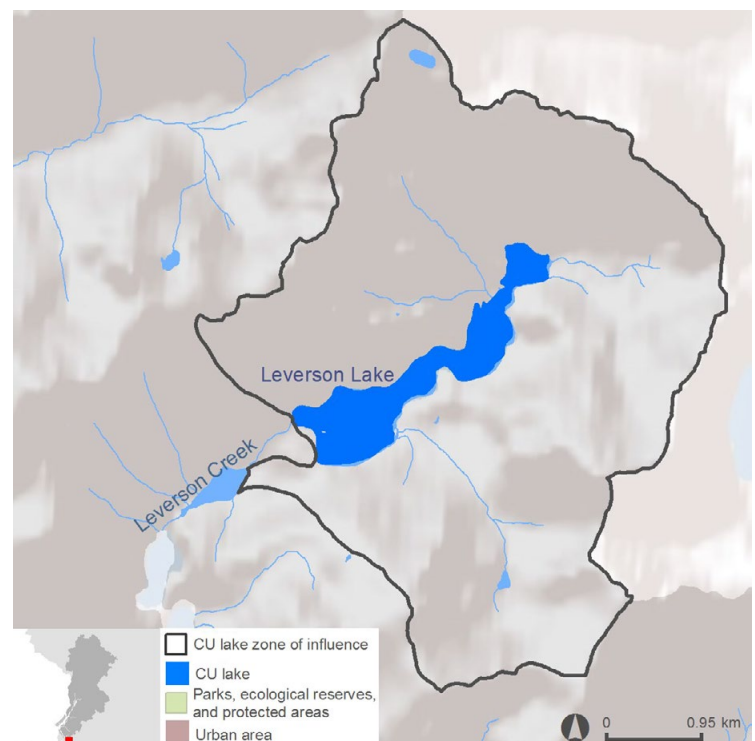 Leverson Lake
Leverson Creek
CU lake zone of influence
CU lake
Parks, ecological reserves,
and protected areas
Urban area
0 0.95 km